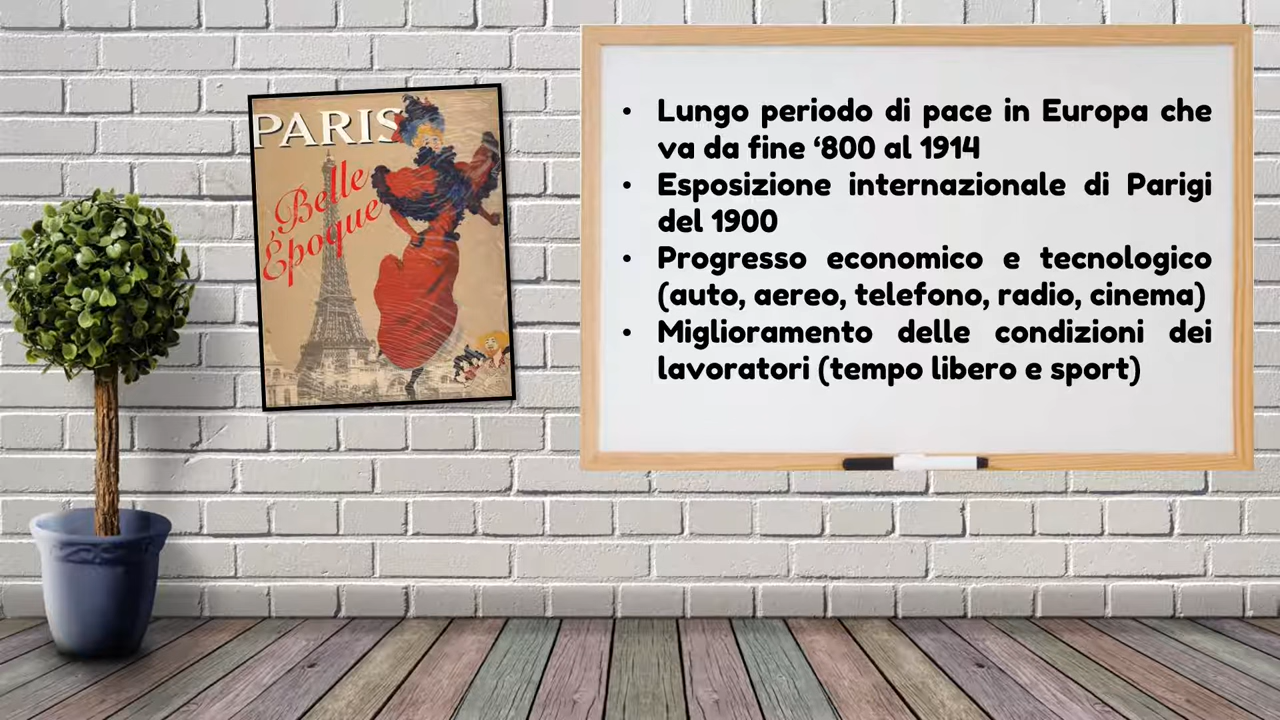 PARIS
Belle
Époque
• Lungo periodo di pace in Europa che
va da fine ‘800 al 1914
• Esposizione internazionale di Parigi
del 1900
• Progresso economico e tecnologico
(auto, aereo, telefono, radio, cinema)
• Miglioramento delle condizioni dei
lavoratori (tempo libero e sport)